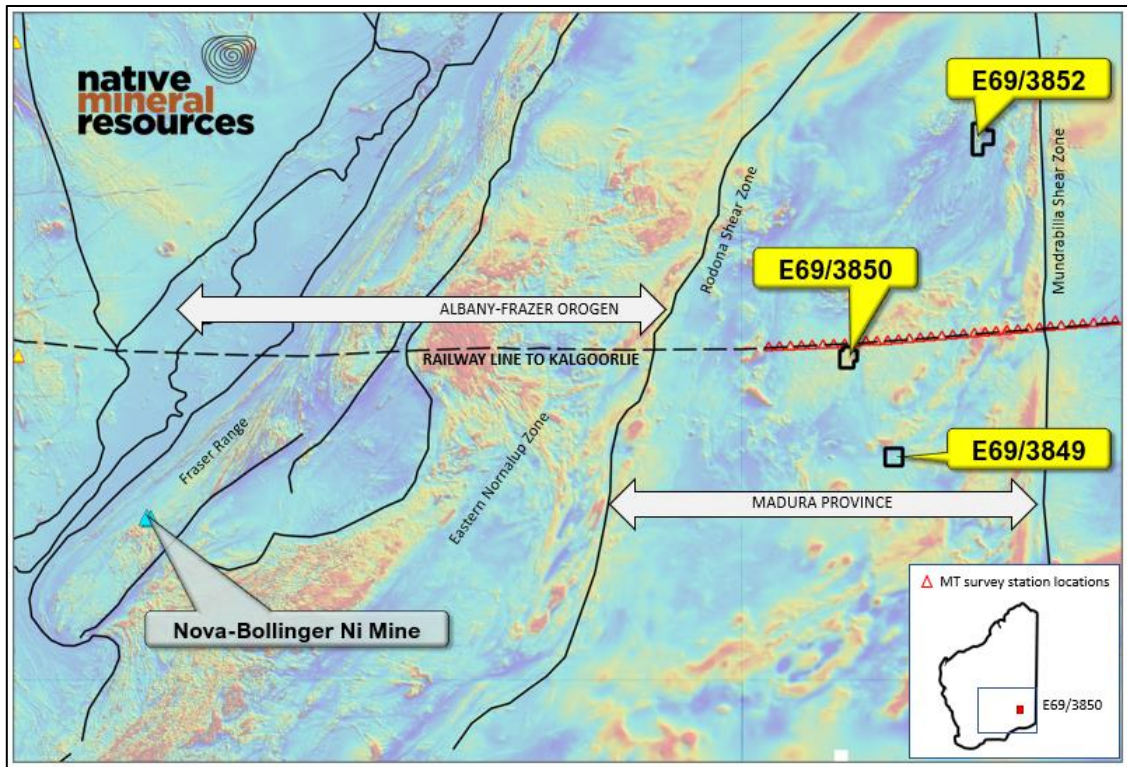 native
mineral
resources
E69/3852
Rodona Shear Zone
Mundrabilla Shear Zone
E69/3850
ALBANY-FRAZER OROGEN
RAILWAY LINE TO KALGOORLIE
Fraser Range
Eastern Nornalup Zone
E69/3849
MADURA PROVINCE
Nova-Bollinger Ni Mine
MT survey station locations
E69/3850